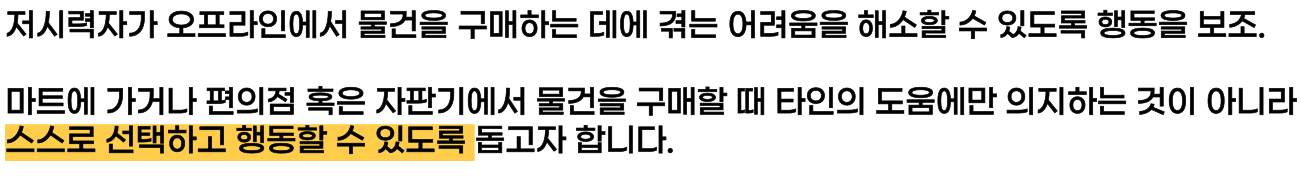 저시력자가 오프라인에서 물건을 구매하는 데에 겪는 어려움을 해소할 수 있도록 행동을 보조.
마트에 가거나 편의점 혹은 자판기에서 물건을 구매할 때 타인의 도움에만 의지하는 것이 아니라
스스로 선택하고 행동할 수 있도록 돕고자 합니다.